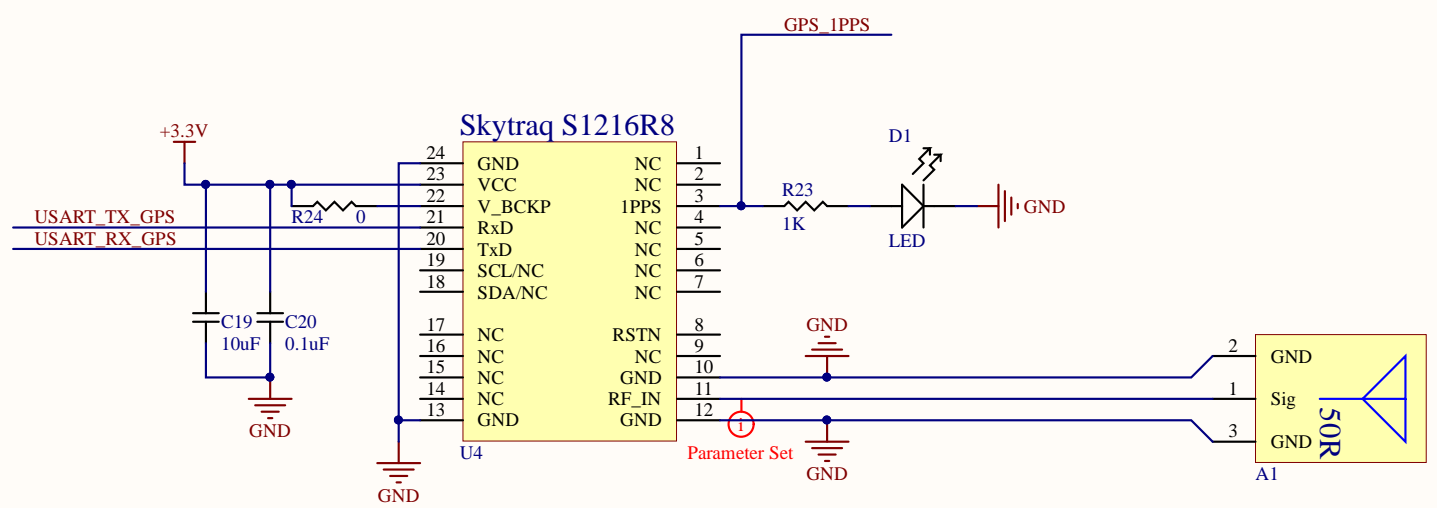 GPS_1PPS
+3.3V
Skytraq S1216R8
D1
24 GND NC 1
23 VCC NC 2
22 V_BCKP 1PPS 3
21 RxD NC 4
20 TxD NC 5
19 SCL/NC NC 6
18 SDA/NC NC 7
17 NC RSTN 8
16 NC NC 9
15 NC GND 10
14 NC RF_IN 11
13 GND GND 12
U4
R24 0
USART_TX_GPS
USART_RX_GPS
C19
10uF
C20
0.1uF
GND
GND
R23
1K
LED
GND
GND
GND
Parameter Set
i
2 GND
1 Sig
3 GND
50R
A1